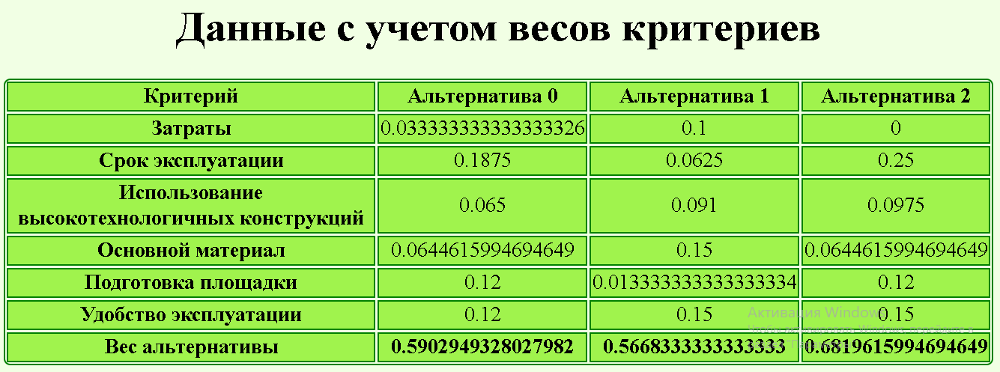 Данные с учетом весов критериев
Критерий Альтернатива 0 Альтернатива 1 Альтернатива 2
Затраты 0.033333333333333326 0.1 0
Срок эксплуатации 0.1875 0.0625 0.25
Использование
высокотехнологичных конструкций 0.065 0.091 0.0975
Основной материал 0.0644615994694649 0.15 0.0644615994694649
Подготовка площадки 0.12 0.013333333333333334 0.12
Удобство эксплуатации 0.12 0.15 0.15
Активация Windows
Вес альтернативы 0.5902949328027982 0.5668333333333333 0.6819615994694649